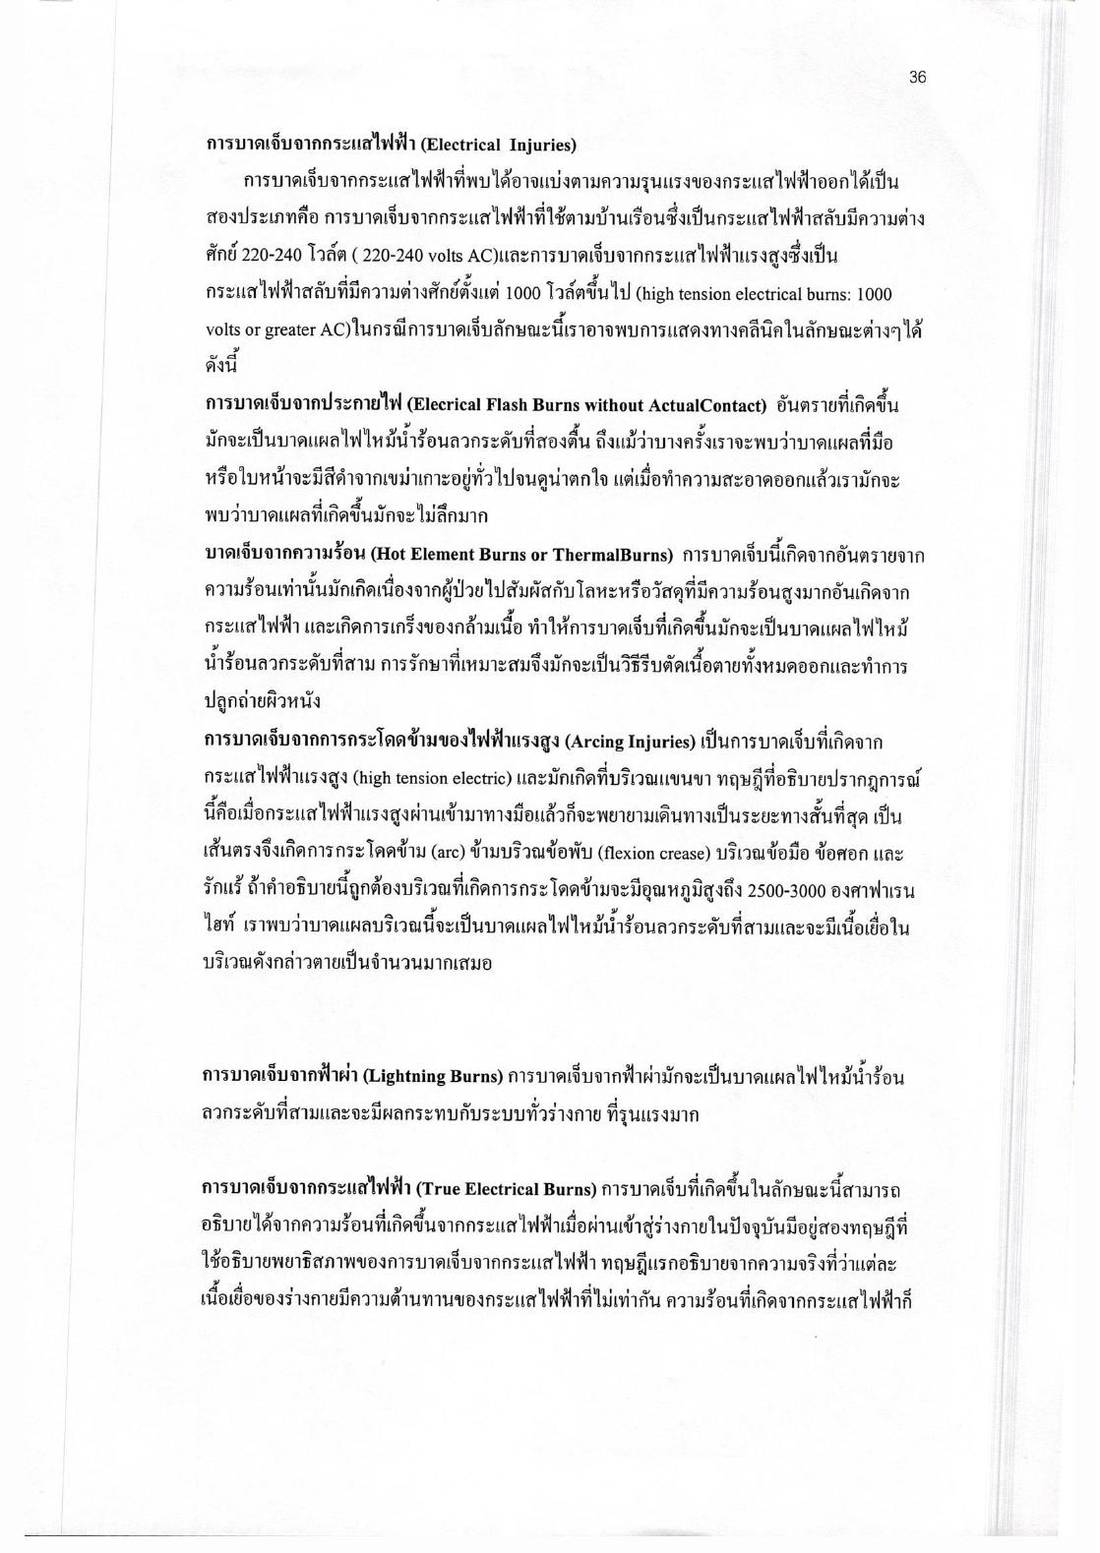 36
การบาดเจ็บจากกระแสไฟฟ้า (Electrical Injuries)
การบาดเจ็บจากกระแสไฟฟ้าที่พบได้อาจแบ่งตามความรุนแรงของกระแสไฟฟ้าออกได้เป็น
สองประเภทคือ การบาดเจ็บจากกระแสไฟฟ้าที่ใช้ตามบ้านเรือนซึ่งเป็นกระแสไฟฟ้าสลับมีความต่าง
ศักย์ 220-240 โวล์ต ( 220-240 volts AC)และการบาดเจ็บจากกระแสไฟฟ้าแรงสูงซึ่งเป็น
กระแสไฟฟ้าสลับที่มีความต่างศักย์ตั้งแต่ 1000 โวล์ตขึ้นไป (high tension electrical burns: 1000
volts or greater AC)ในกรณีการบาดเจ็บลักษณะนี้เราอาจพบการแสดงทางคลีนิคในลักษณะต่างๆได้
ดังนี้
การบาดเจ็บจากประกายไฟ (Elecrical Flash Burns without ActualContact) อันตรายที่เกิดขึ้น
มักจะเป็นบาดแผลไฟไหม้น้ำร้อนลวกระดับที่สองตื้น ถึงแม้ว่าบางครั้งเราจะพบว่าบาดแผลที่มือ
หรือใบหน้าจะมีสีดำจากเขม่าเกาะอยู่ทั่วไปจนดูน่าตกใจ แต่เมื่อทำความสะอาดออกแล้วเรามักจะ
พบว่าบาดแผลที่เกิดขึ้นมักจะไม่ลึกมาก
บาดเจ็บจากความร้อน (Hot Element Burns or ThermalBurns) การบาดเจ็บนี้เกิดจากอันตรายจาก
ความร้อนเท่านั้นมักเกิดเนื่องจากผู้ป่วยไปสัมผัสกับโลหะหรือวัสดุที่มีความร้อนสูงมากอันเกิดจาก
กระแสไฟฟ้า และเกิดการเกร็งของกล้ามเนื้อ ทำให้การบาดเจ็บที่เกิดขึ้นมักจะเป็นบาดแผลไฟไหม้
น้ำร้อนลวกระดับที่สาม การรักษาที่เหมาะสมจึงมักจะเป็นวิธีรีบตัดเนื้อตายทั้งหมดออกและทำการ
ปลูกถ่ายผิวหนัง
การบาดเจ็บจากการกระโดดข้ามของไฟฟ้าแรงสูง (Arcing Injuries) เป็นการบาดเจ็บที่เกิดจาก
กระแสไฟฟ้าแรงสูง (high tension electric) และมักเกิดที่บริเวณแขนขา ทฤษฎีที่อธิบายปรากฎการณ์
นี้คือเมื่อกระแสไฟฟ้าแรงสูงผ่านเข้ามาทางมือแล้วก็จะพยายามเดินทางเป็นระยะทางสั้นที่สุด เป็น
เส้นตรงจึงเกิดการกระโดดข้าม (arc) ข้ามบริวณข้อพับ (flexion crease) บริเวณข้อมือ ข้อศอก และ
รักแร้ ถ้าคำอธิบายนี้ถูกต้องบริเวณที่เกิดการกระโดดข้ามจะมีอุณหภูมิสูงถึง 2500-3000 องศาฟาเรน
ไฮท์ เราพบว่าบาดแผลบริเวณนี้จะเป็นบาดแผลไฟไหม้น้ำร้อนลวกระดับที่สามและจะมีเนื้อเยื่อใน
บริเวณดังกล่าวตายเป็นจำนวนมากเสมอ
การบาดเจ็บจากฟ้าผ่า (Lightning Burns) การบาดเจ็บจากฟ้าผ่ามักจะเป็นบาดแผลไฟไหม้น้ำร้อน
ลวกระดับที่สามและจะมีผลกระทบกับระบบทั่วร่างกาย ที่รุนแรงมาก
การบาดเจ็บจากกระแสไฟฟ้า (True Electrical Burns) การบาดเจ็บที่เกิดขึ้นในลักษณะนี้สามารถ
อธิบายได้จากความร้อนที่เกิดขึ้นจากกระแสไฟฟ้าเมื่อผ่านเข้าสู่ร่างกายในปัจจุบันมีอยู่สองทฤษฎีที่
ใช้อธิบายพยาธิสภาพของการบาดเจ็บจากกระแสไฟฟ้า ทฤษฎีแรกอธิบายจากความจริงที่ว่าแต่ละ
เนื้อเยื่อของร่างกายมีความต้านทานของกระแสไฟฟ้าที่ไม่เท่ากัน ความร้อนที่เกิดจากกระแสไฟฟ้าก็